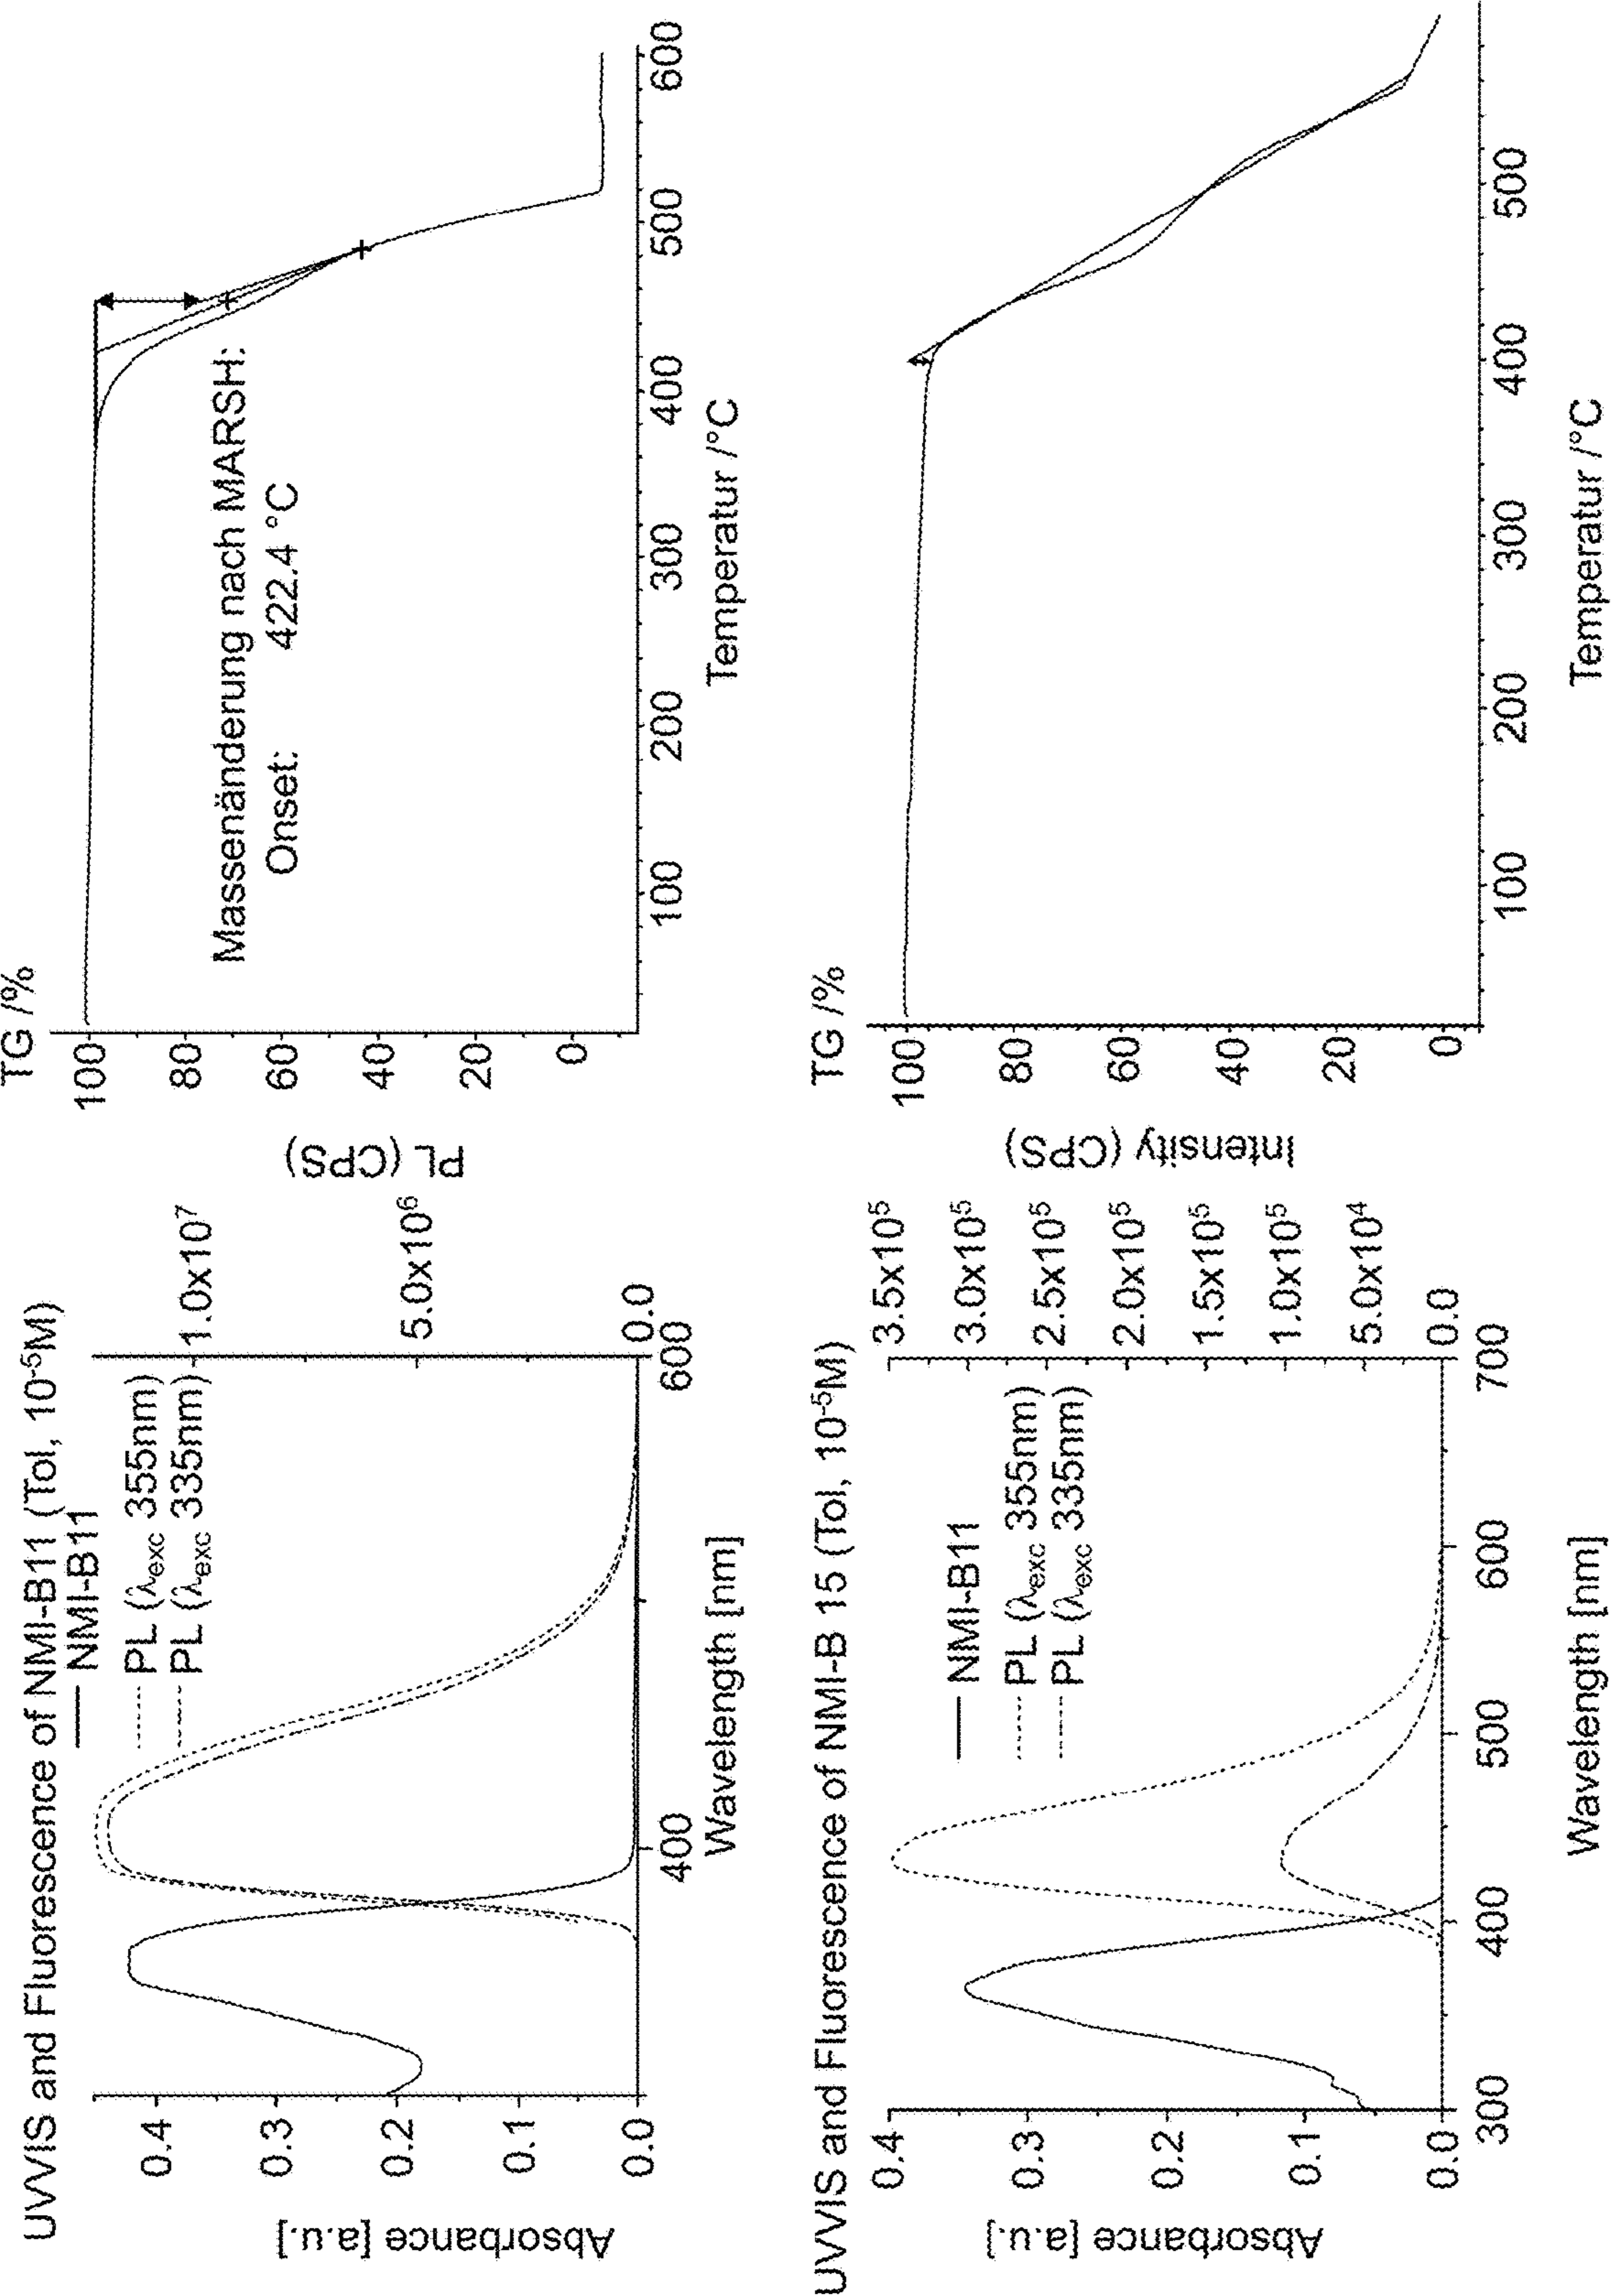 UVVIS and Fluorescence of NMI-B11 (Tol, 10⁻⁵M)
NMI-B11
PL (λexc 355nm)
PL (λexc 335nm)
Absorbance [a.u.]
0.4
0.3
0.2
0.1
0.0
400
600
Wavelength [nm]
1.0x10⁷
5.0x10⁶
0.0
PL (CPS)
TG /%
100
80
60
40
20
0
Massenänderung nach MARSH:
Onset: 422.4 °C
100 200 300 400 500 600
Temperatur /°C
UVVIS and Fluorescence of NMI-B 15 (Tol, 10⁻⁵M)
NMI-B11
PL (λexc 355nm)
PL (λexc 335nm)
Absorbance [a.u.]
0.4
0.3
0.2
0.1
0.0
300 400 500 600 700
Wavelength [nm]
3.5x10⁵
3.0x10⁵
2.5x10⁵
2.0x10⁵
1.5x10⁵
1.0x10⁵
5.0x10⁴
0.0
Intensity (CPS)
TG /%
100
80
60
40
20
0
100 200 300 400 500
Temperatur /°C